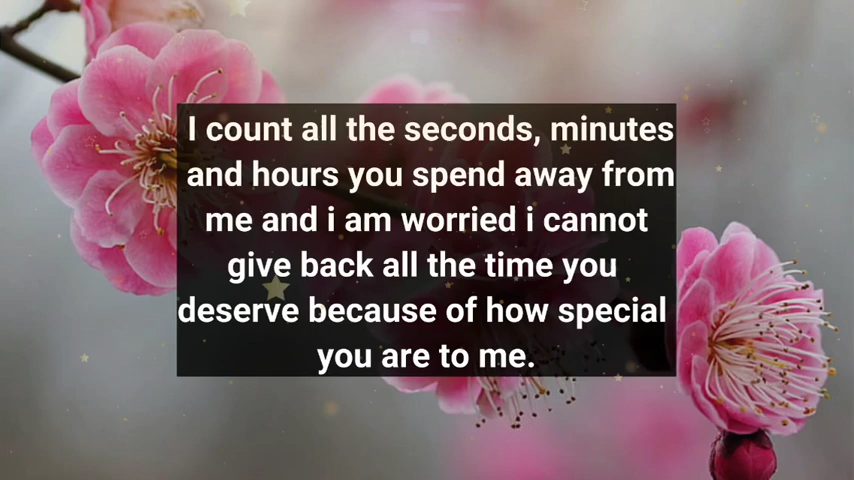 I count all the seconds, minutes
and hours you spend away from
me and i am worried i cannot
give back all the time you
deserve because of how special
you are to me.